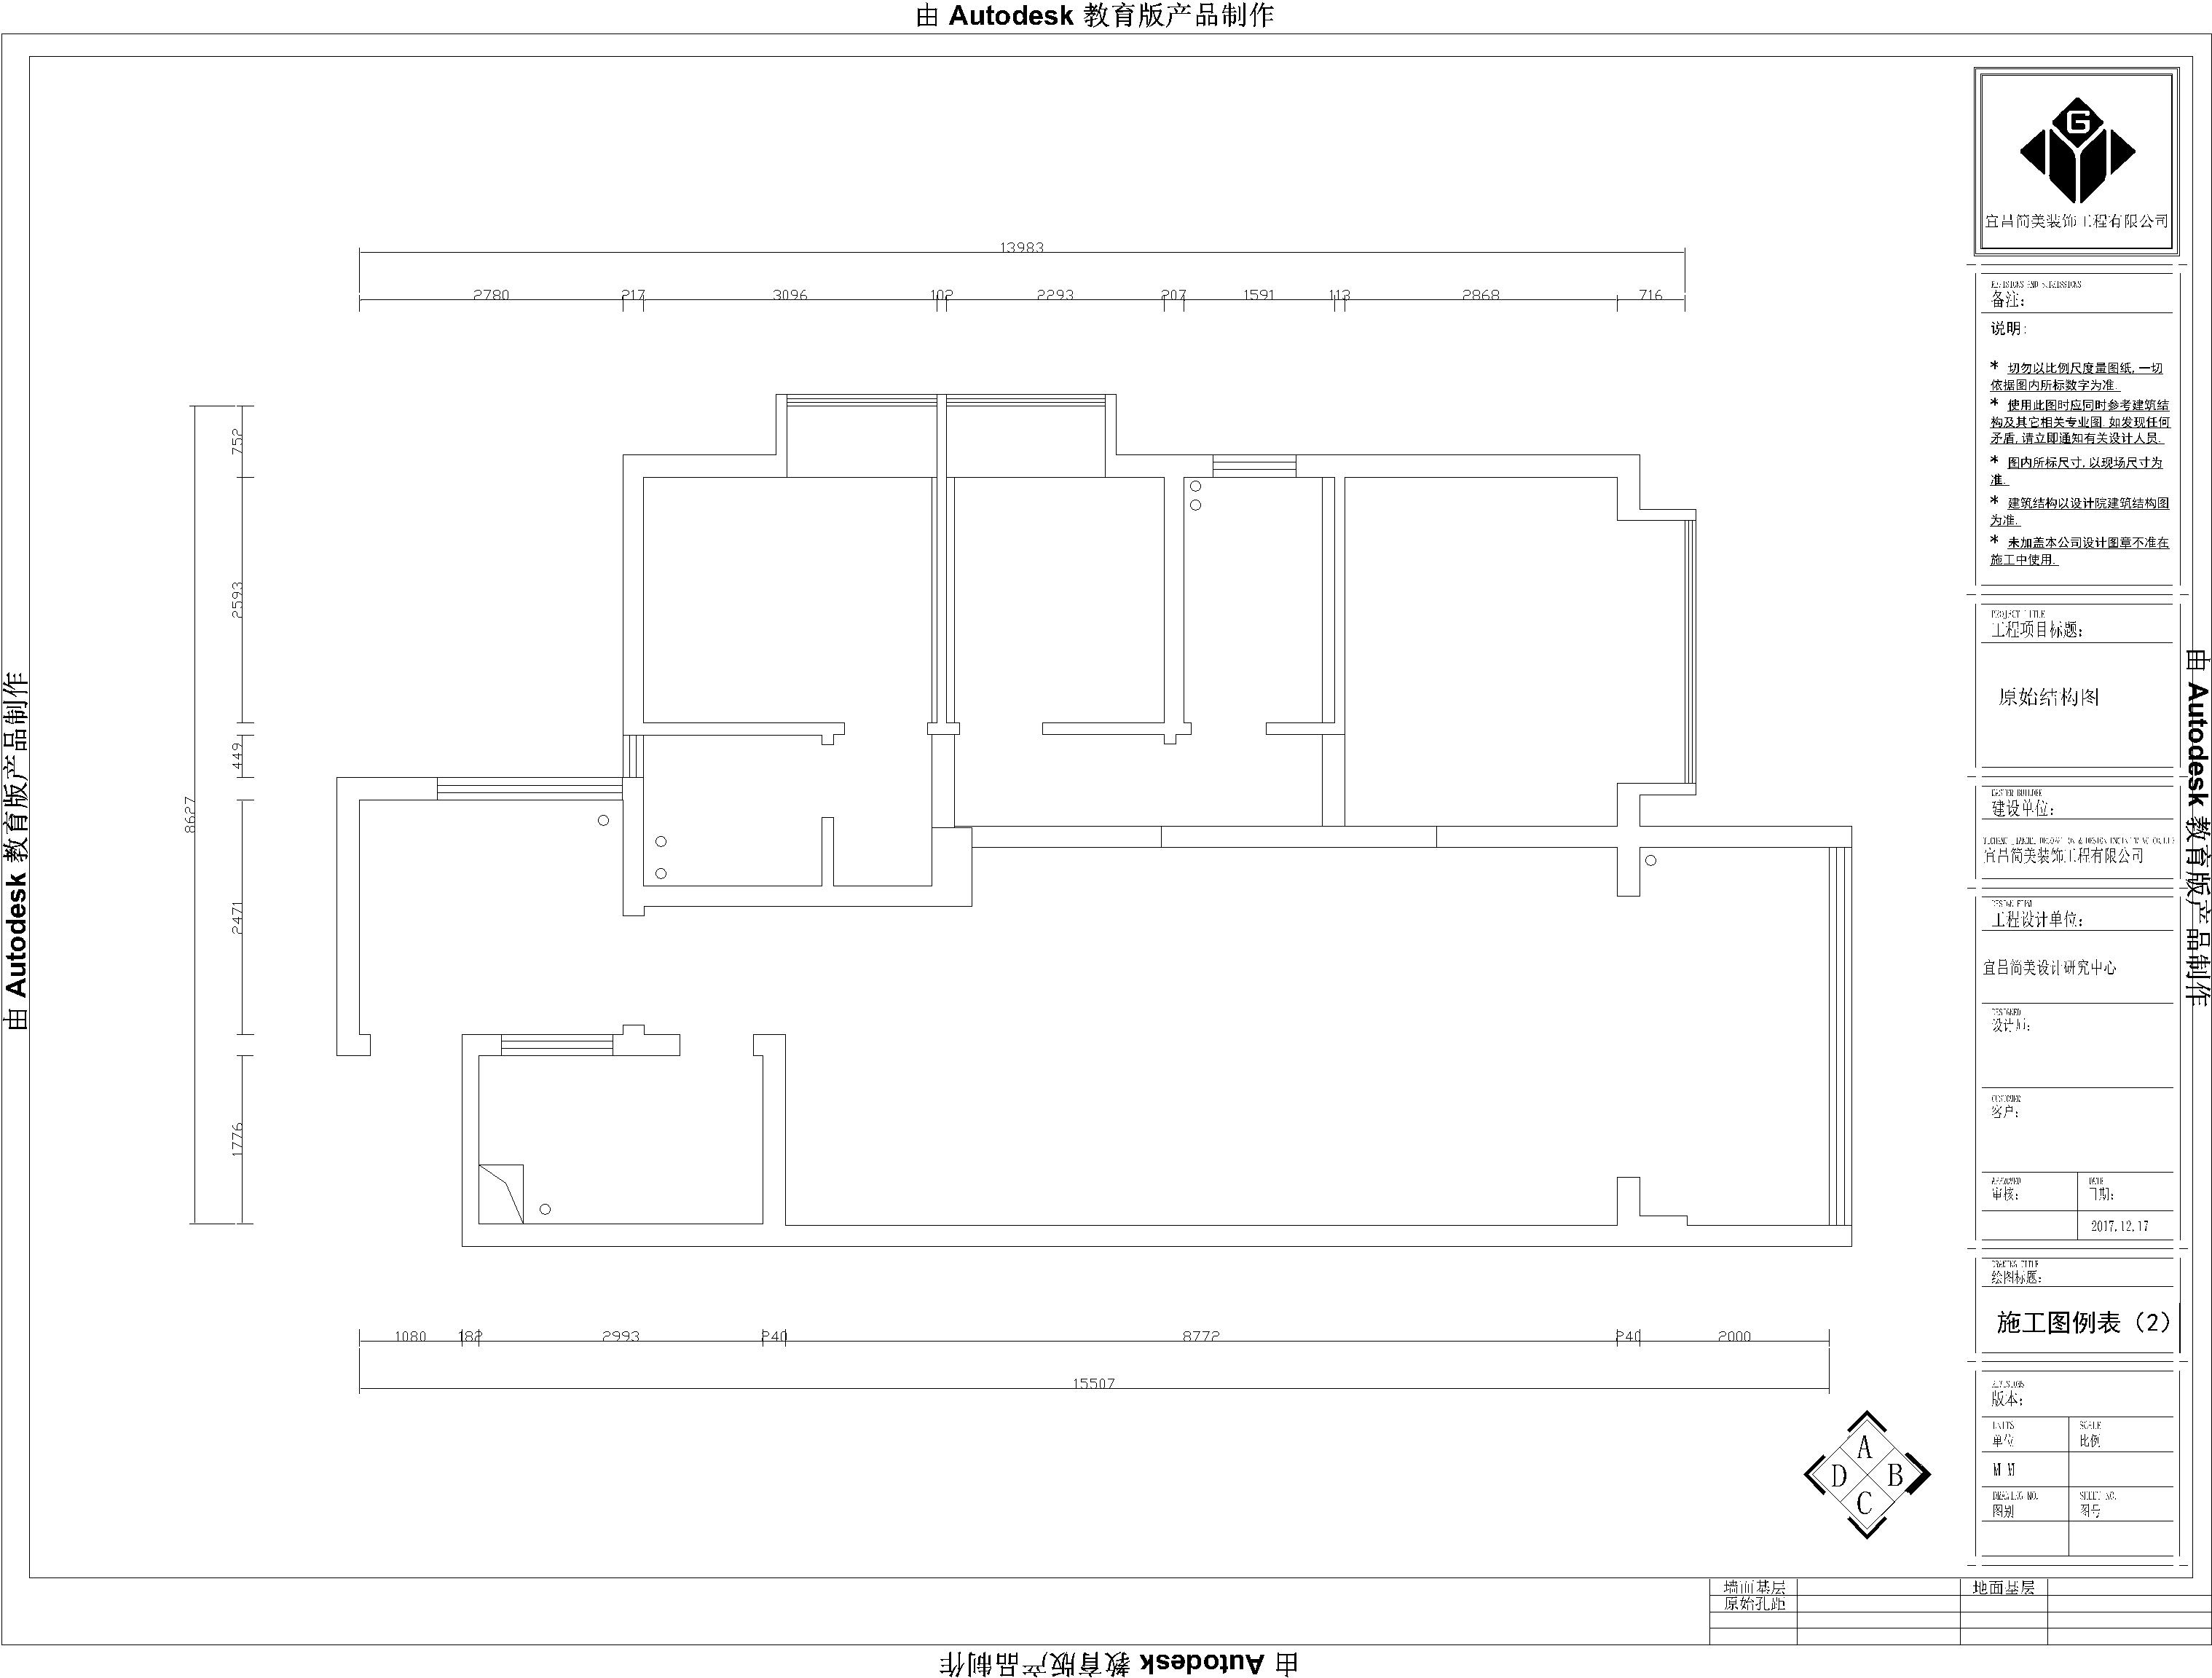 由 Autodesk 教育版产品制作
宜昌简美装饰工程有限公司
备注:
说明:
* 切勿以比例尺度量图纸,一切
依据图内所标数字为准.
* 使用此图时应同时参考建筑结
构及其它相关专业图.如发现任何
矛盾,请立即通知有关设计人员.
* 图内所标尺寸,以现场尺寸为
准.
* 建筑结构以设计院建筑结构图
为准.
* 未加盖本公司设计图章不准在
施工中使用.
PROJECT TITLE
工程项目标题:
原始结构图
建设单位:
宜昌简美装饰工程有限公司
工程设计单位:
宜昌简美设计研究中心
DESIGNED
设计师:
CUSTOMER
客户:
APPROVED
审核:
DATE
日期:
2017.12.17
DRAWING TITLE
绘图标题:
施工图例表（2）
版本:
UNITS
单位
SCALE
比例
M M
DRAWING NO.
图别
SHEET NO.
图号
13983
2780 217 3096 102 2293 207 1591 113 2868 716
752
2593
449
8627
2471
1776
1080 182 2993 240 8772 240 2000
15507
A
D B
C
墙面基层 地面基层
原始孔距
由 Autodesk 教育版产品制作
由 Autodesk 教育版产品制作
由 Autodesk 教育版产品制作